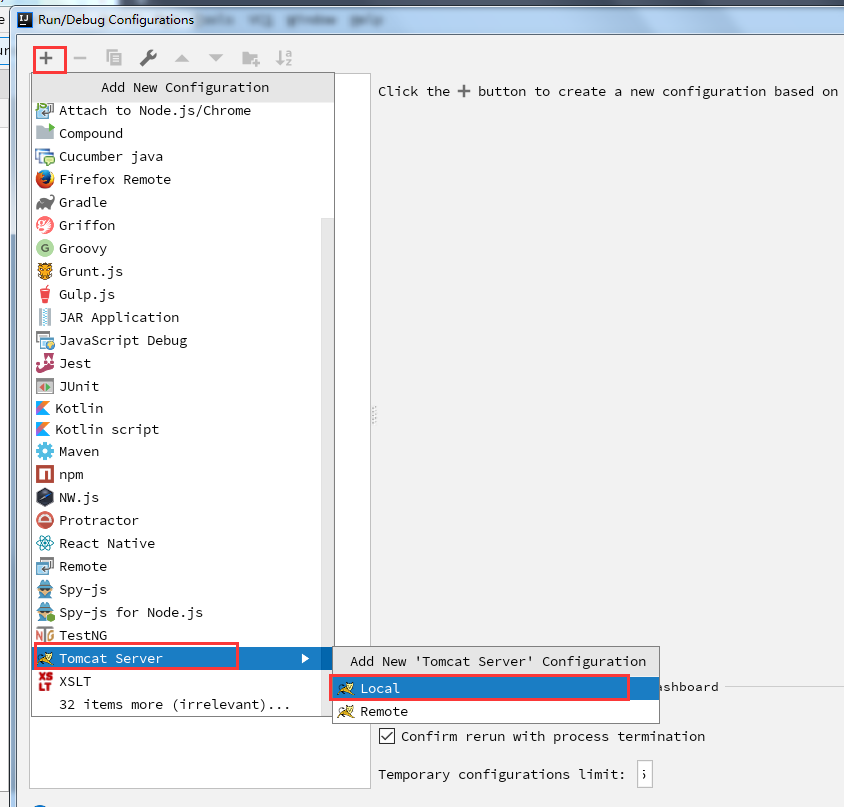 Run/Debug Configurations
Add New Configuration
Click the + button to create a new configuration based on
Attach to Node.js/Chrome
Compound
Cucumber java
Firefox Remote
Gradle
Griffon
Groovy
Grunt.js
Gulp.js
JAR Application
JavaScript Debug
Jest
JUnit
Kotlin
Kotlin script
Maven
npm
NW.js
Protractor
React Native
Remote
Spy-js
Spy-js for Node.js
TestNG
Tomcat Server
XSLT
32 items more (irrelevant)...
Add New 'Tomcat Server' Configuration
Local
Remote
ashboard
Confirm rerun with process termination
Temporary configurations limit: